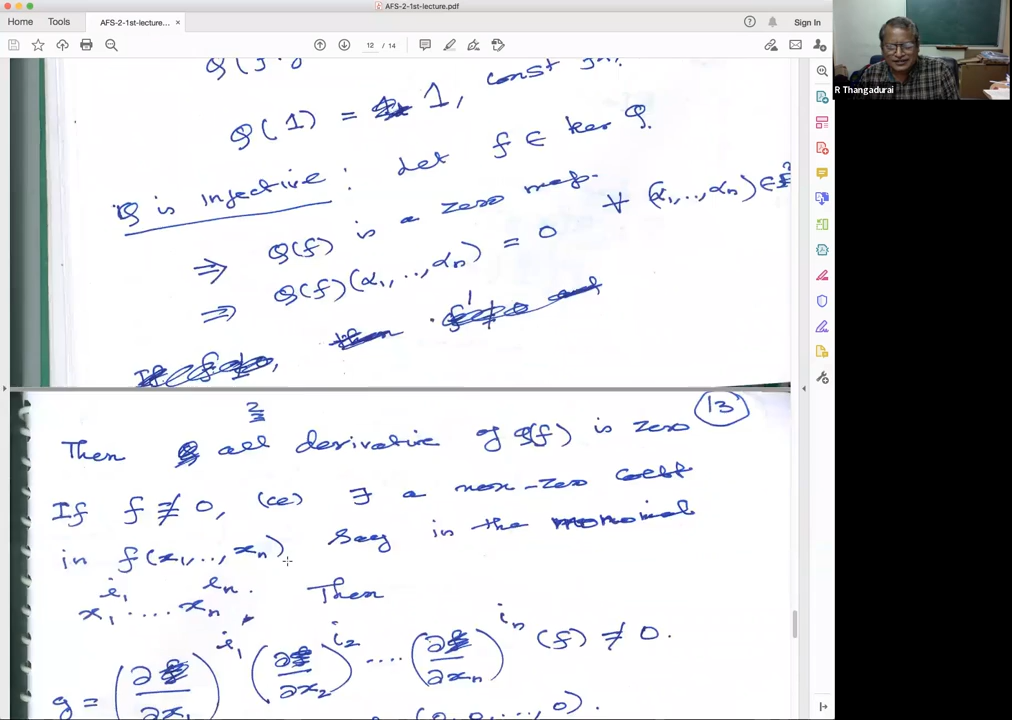 AFS-2-1st-lecture.pdf
Home Tools AFS-2-1st-lecture... × Sign In
12 / 14
R Thangadurai
φ(f·g
const fn.
φ(1) = 1,
φ is injective : Let f ∈ ker φ.
⇒ φ(f) is a zero map.
⇒ φ(f)(α₁,..,αₙ) = 0 ∀ (α₁,..,αₙ) ∈
13
Then all derivative of φ(f) is zero
If f ≢ 0, (ie) ∃ a non-zero coeff
in f(x₁,..,xₙ) say in the monomial
x₁^{i₁} .... xₙ^{iₙ}. Then
g = (∂/∂x₁)^{i₁} (∂/∂x₂)^{i₂} .... (∂/∂xₙ)^{iₙ} (f) ≠ 0.
(0, 0, ..., 0).